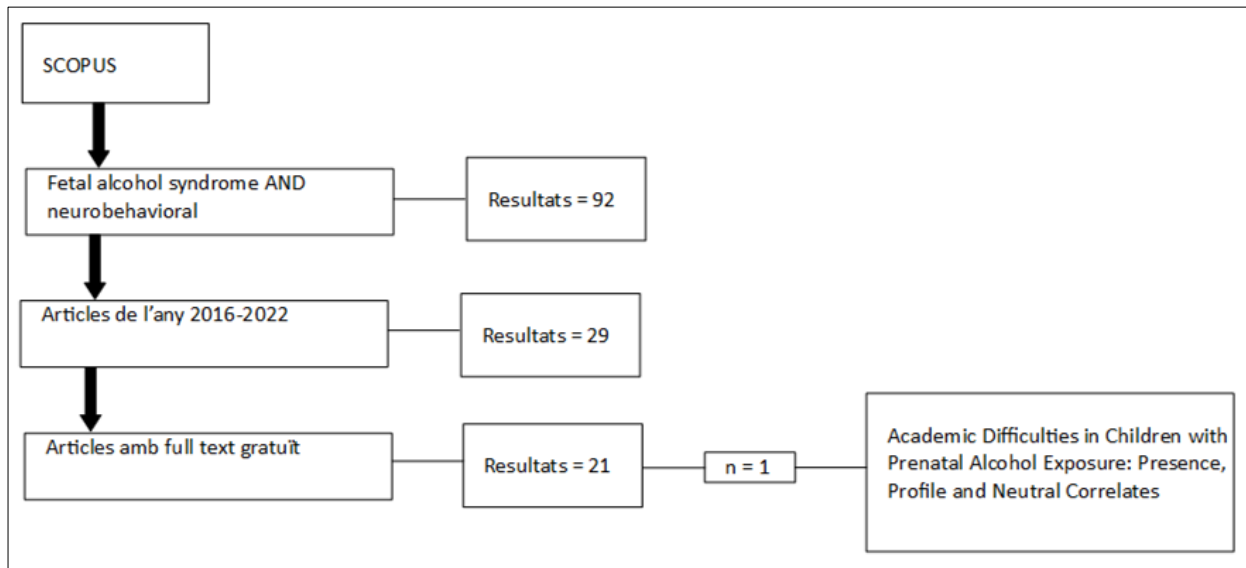 SCOPUS
Fetal alcohol syndrome AND
neurobehavioral
Resultats = 92
Articles de l'any 2016-2022
Resultats = 29
Articles amb full text gratuït
Resultats = 21
n = 1
Academic Difficulties in Children with
Prenatal Alcohol Exposure: Presence,
Profile and Neutral Correlates